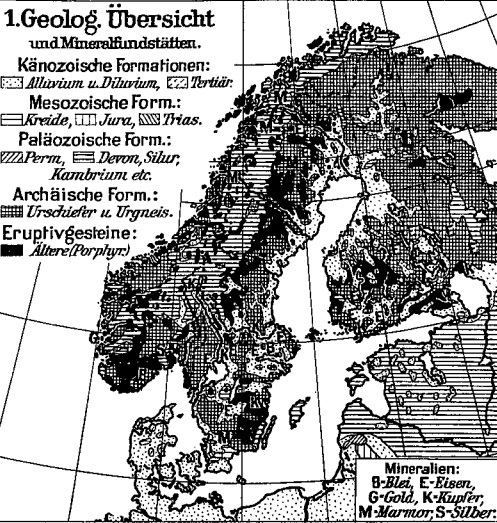 1. Geolog. Übersicht
und Mineralfundstätten.
Känozoische Formationen:
Alluvium u. Diluvium, Tertiär.
Mesozoische Form.:
Kreide, Jura, Trias.
Paläozoische Form.:
Perm, Devon, Silur,
Kambrium etc.
Archäische Form.:
Urschiefer u. Urgneis.
Eruptivgesteine:
Ältere (Porphyr.)
Mineralien:
B-Blei, E-Eisen,
G-Gold, K-Kupfer,
M-Marmor, S-Silber.